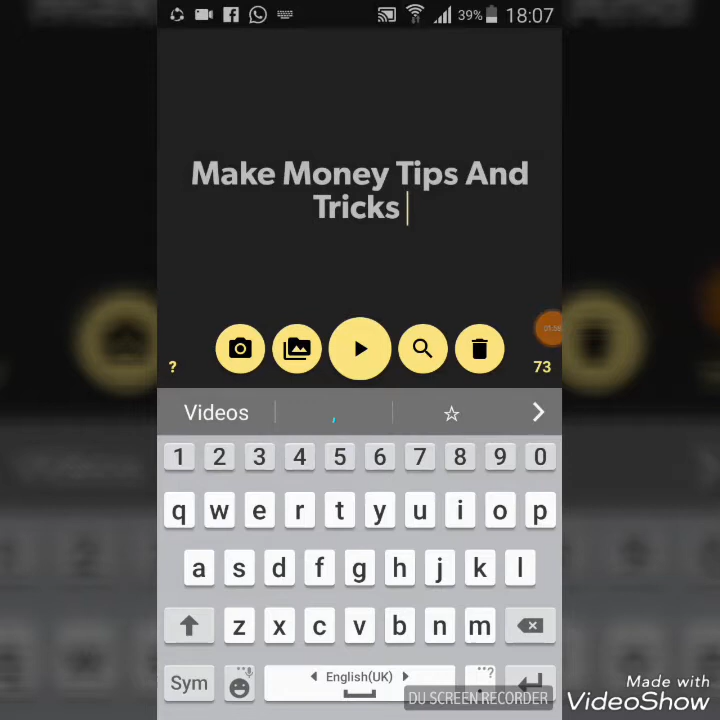 39% 18:07
Make Money Tips And
Tricks
? 73
Videos , ☆
1 2 3 4 5 6 7 8 9 0
q w e r t y u i o p
a s d f g h j k l
z x c v b n m
Sym English(UK) . ?
DU SCREEN RECORDER
Made with
VideoShow